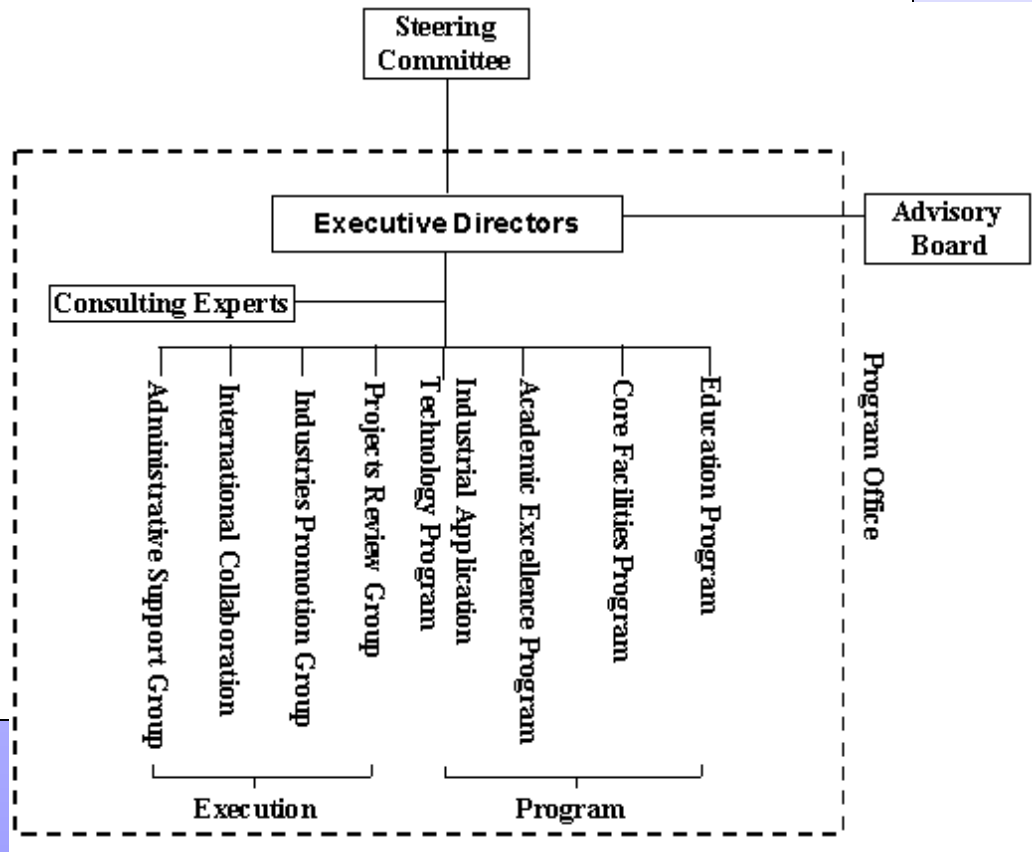 Steering
Committee
Executive Directors
Advisory
Board
Consulting Experts
Administrative Support Group
International Collaboration
Industries Promotion Group
Projects Review Group
Industrial Application
Technology Program
Academic Excellence Program
Core Facilities Program
Education Program
Program Office
Execution
Program